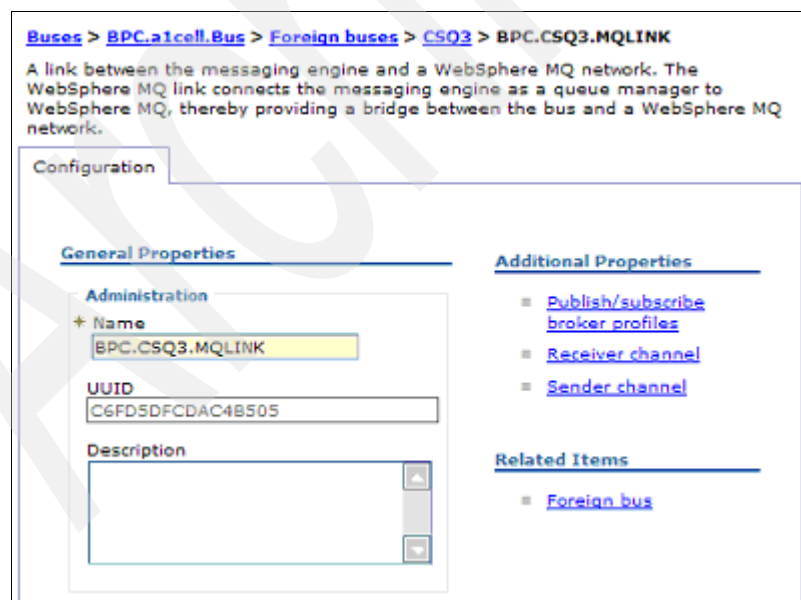 Buses > BPC.a1cell.Bus > Foreign buses > CSQ3 > BPC.CSQ3.MQLINK
A link between the messaging engine and a WebSphere MQ network. The
WebSphere MQ link connects the messaging engine as a queue manager to
WebSphere MQ, thereby providing a bridge between the bus and a WebSphere MQ
network.
Configuration
General Properties
Administration
* Name
BPC.CSQ3.MQLINK
UUID
C6FD5DFCDAC4B505
Description
Additional Properties
Publish/subscribe
broker profiles
Receiver channel
Sender channel
Related Items
Foreign bus